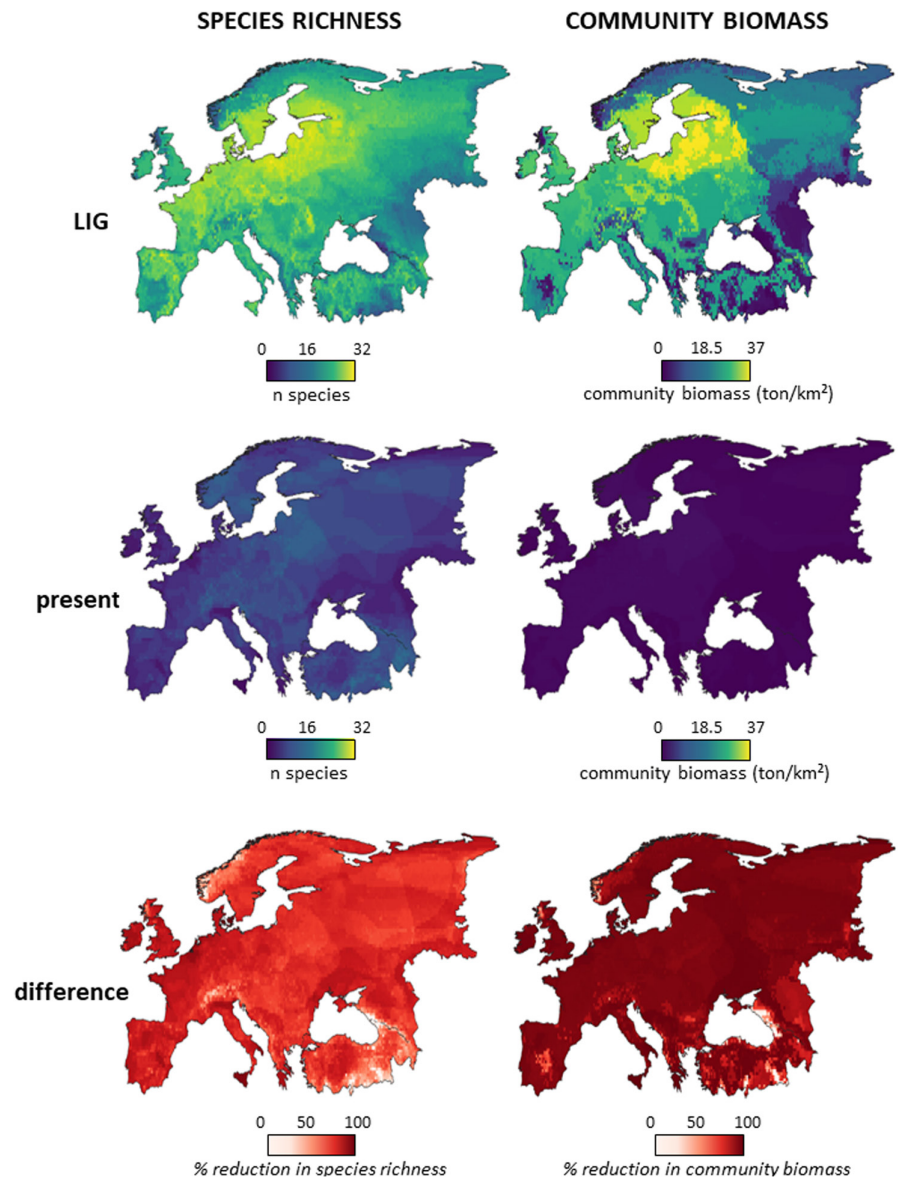 SPECIES RICHNESS COMMUNITY BIOMASS
LIG
0 16 32 0 18.5 37
n species community biomass (ton/km²)
present
0 16 32 0 18.5 37
n species community biomass (ton/km²)
difference
0 50 100 0 50 100
% reduction in species richness % reduction in community biomass